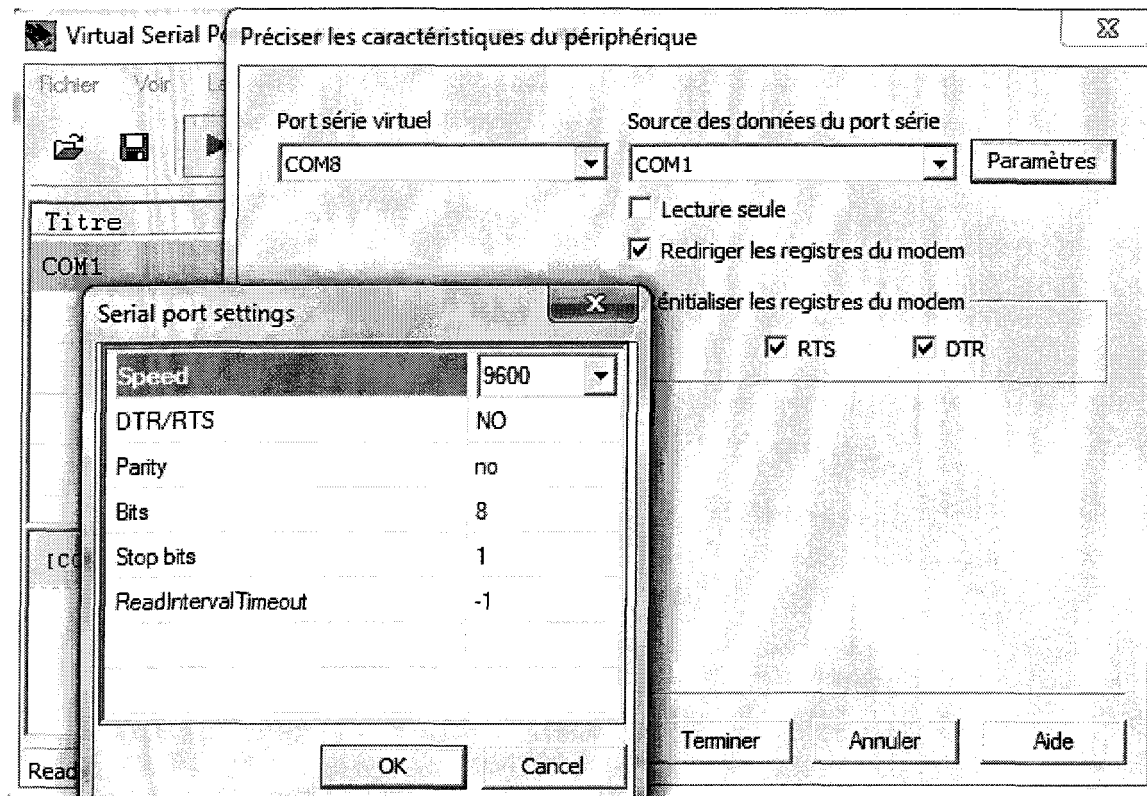 Virtual Serial Po
Préciser les caractéristiques du périphérique
Fichier Voir
Port série virtuel
Source des données du port série
COM8
COM1
Paramètres
Lecture seule
Rediriger les registres du modem
Titre
COM1
énitialiser les registres du modem
RTS
DTR
Serial port settings
Speed 9600
DTR/RTS NO
Parity no
Bits 8
Stop bits 1
ReadIntervalTimeout -1
[CO
OK
Cancel
Terminer
Annuler
Aide
Read